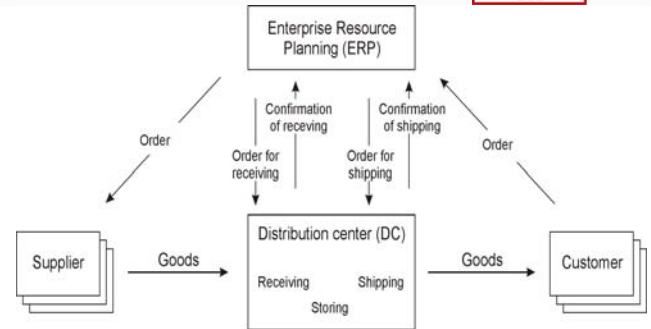 Enterprise Resource
Planning (ERP)
Confirmation
of receving
Confirmation
of shipping
Order
Order for
receiving
Order for
shipping
Order
Supplier
Goods
Distribution center (DC)
Receiving
Shipping
Storing
Goods
Customer